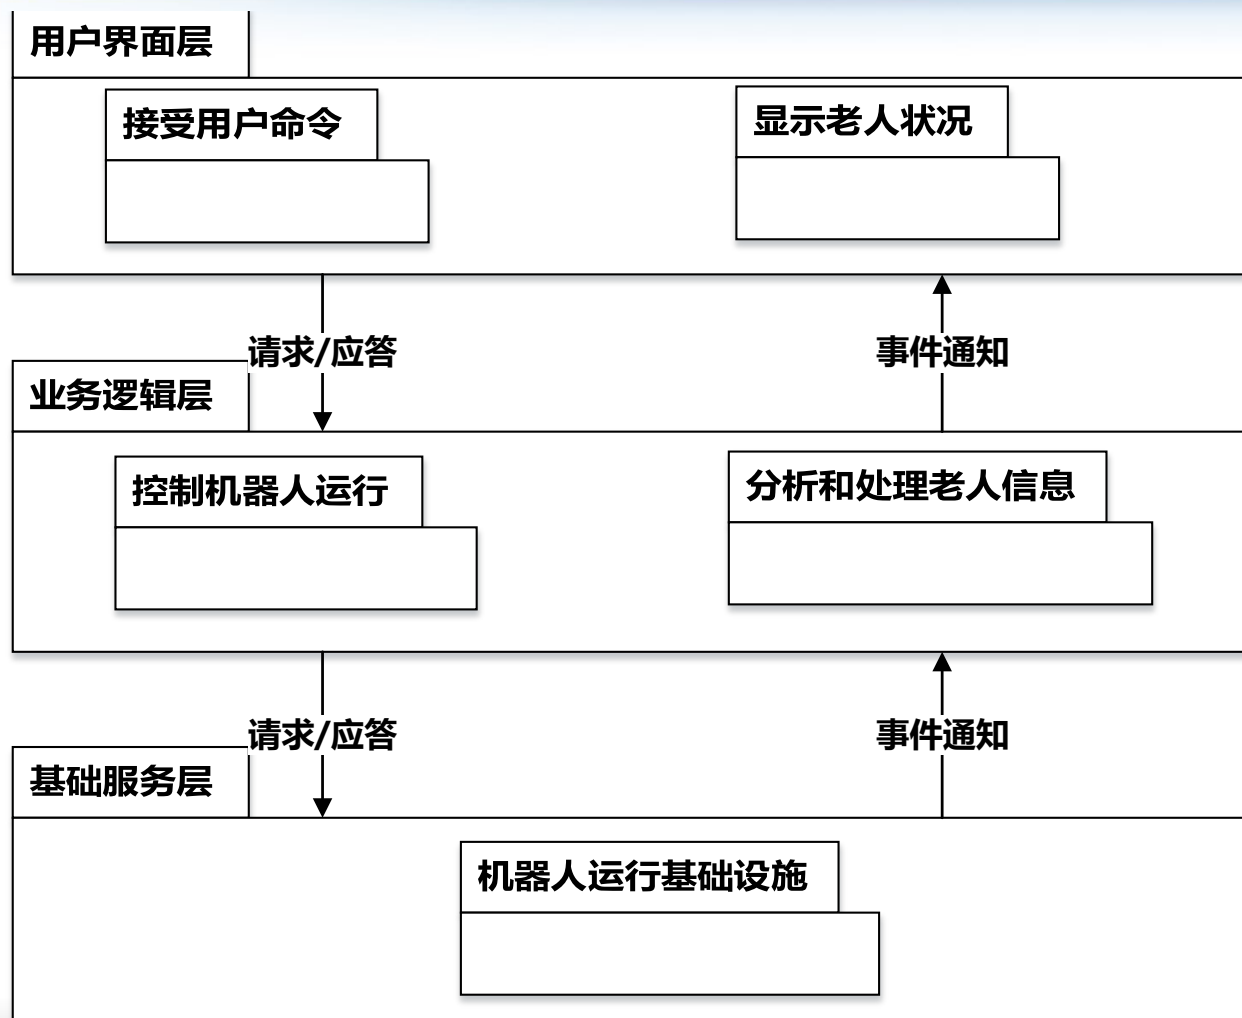 用户界面层
接受用户命令
显示老人状况
请求/应答
事件通知
业务逻辑层
控制机器人运行
分析和处理老人信息
请求/应答
事件通知
基础服务层
机器人运行基础设施